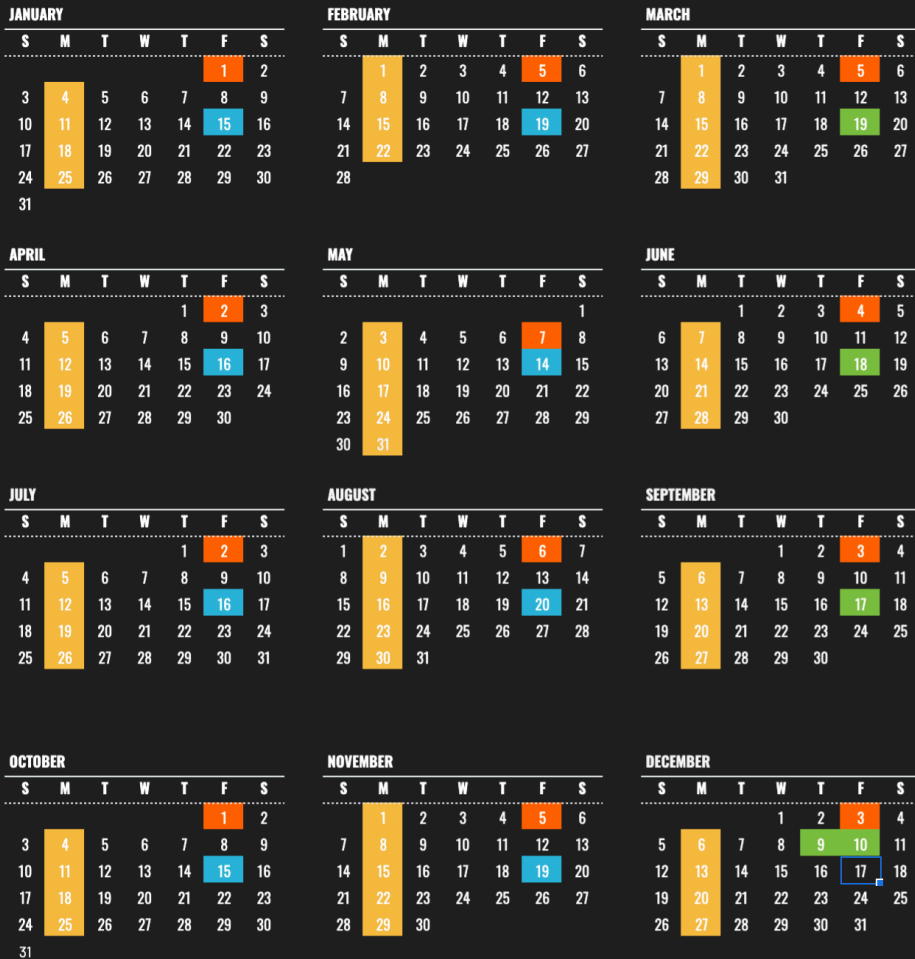 JANUARY
S M T W T F S
1 2
3 4 5 6 7 8 9
10 11 12 13 14 15 16
17 18 19 20 21 22 23
24 25 26 27 28 29 30
31
FEBRUARY
S M T W T F S
1 2 3 4 5 6
7 8 9 10 11 12 13
14 15 16 17 18 19 20
21 22 23 24 25 26 27
28
MARCH
S M T W T F S
1 2 3 4 5 6
7 8 9 10 11 12 13
14 15 16 17 18 19 20
21 22 23 24 25 26 27
28 29 30 31
APRIL
S M T W T F S
1 2 3
4 5 6 7 8 9 10
11 12 13 14 15 16 17
18 19 20 21 22 23 24
25 26 27 28 29 30
MAY
S M T W T F S
1
2 3 4 5 6 7 8
9 10 11 12 13 14 15
16 17 18 19 20 21 22
23 24 25 26 27 28 29
30 31
JUNE
S M T W T F S
1 2 3 4 5
6 7 8 9 10 11 12
13 14 15 16 17 18 19
20 21 22 23 24 25 26
27 28 29 30
JULY
S M T W T F S
1 2 3
4 5 6 7 8 9 10
11 12 13 14 15 16 17
18 19 20 21 22 23 24
25 26 27 28 29 30 31
AUGUST
S M T W T F S
1 2 3 4 5 6 7
8 9 10 11 12 13 14
15 16 17 18 19 20 21
22 23 24 25 26 27 28
29 30 31
SEPTEMBER
S M T W T F S
1 2 3 4
5 6 7 8 9 10 11
12 13 14 15 16 17 18
19 20 21 22 23 24 25
26 27 28 29 30
OCTOBER
S M T W T F S
1 2
3 4 5 6 7 8 9
10 11 12 13 14 15 16
17 18 19 20 21 22 23
24 25 26 27 28 29 30
31
NOVEMBER
S M T W T F S
1 2 3 4 5 6
7 8 9 10 11 12 13
14 15 16 17 18 19 20
21 22 23 24 25 26 27
28 29 30
DECEMBER
S M T W T F S
1 2 3 4
5 6 7 8 9 10 11
12 13 14 15 16 17 18
19 20 21 22 23 24 25
26 27 28 29 30 31